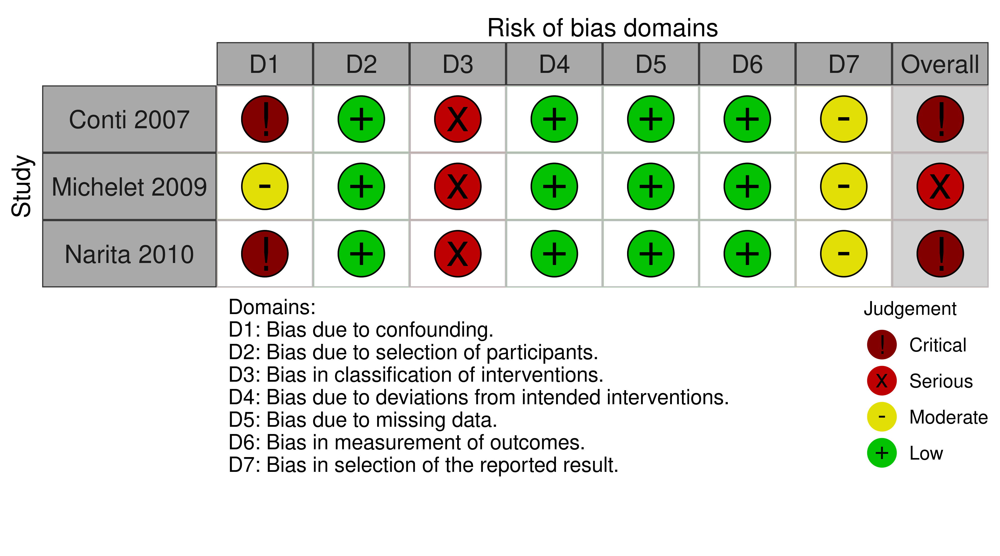 Risk of bias domains
D1 D2 D3 D4 D5 D6 D7 Overall
Study
Conti 2007 ! + X + + + - !
Michelet 2009 - + X + + + - X
Narita 2010 ! + X + + + - !
Domains:
D1: Bias due to confounding.
D2: Bias due to selection of participants.
D3: Bias in classification of interventions.
D4: Bias due to deviations from intended interventions.
D5: Bias due to missing data.
D6: Bias in measurement of outcomes.
D7: Bias in selection of the reported result.
Judgement
! Critical
X Serious
- Moderate
+ Low